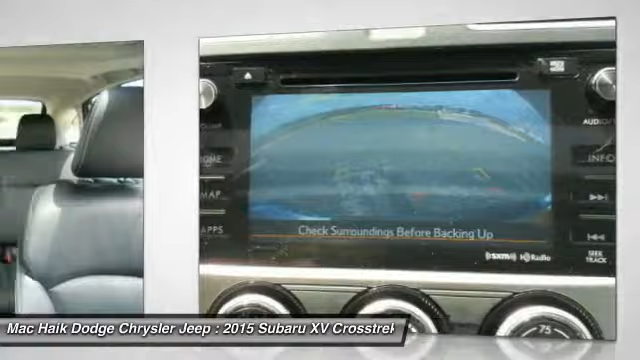 HOME
MAP
APPS
AUDIO
INFO
Check Surroundings Before Backing Up
SXM HD Radio
SEEK
TRACK
75
Mac Haik Dodge Chrysler Jeep : 2015 Subaru XV Crosstrek